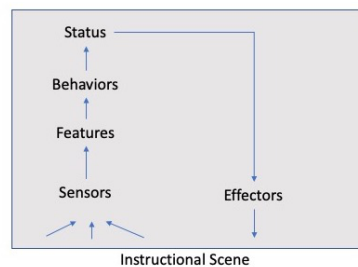 Status
Behaviors
Features
Sensors
Effectors
Instructional Scene